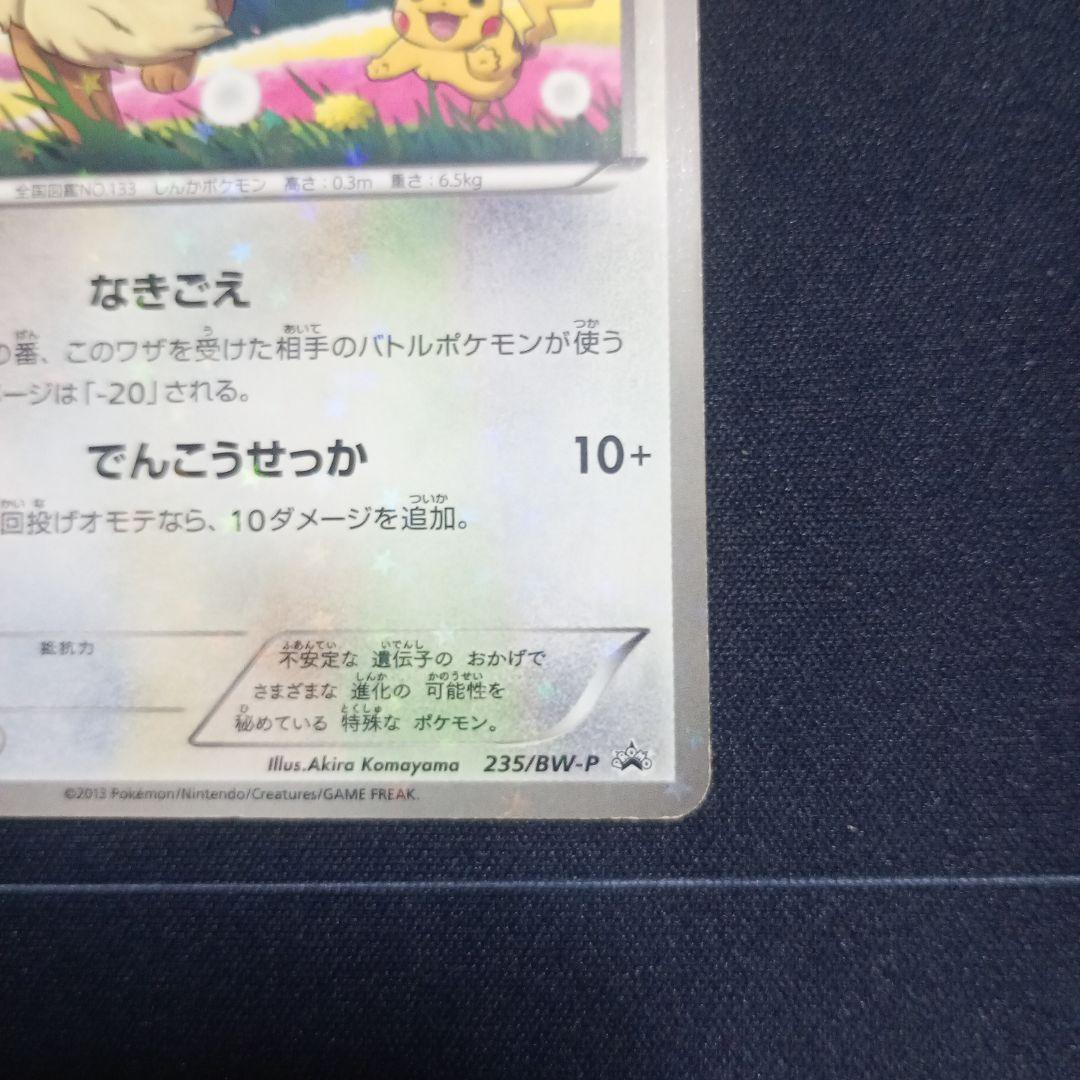 全国図鑑NO.133 しんかポケモン 高さ:0.3m 重さ:6.5kg
なきごえ
の番、このワザを受けた相手のバトルポケモンが使う
メージは「-20」される。
でんこうせっか 10+
回投げオモテなら、10ダメージを追加。
抵抗力
不安定な 遺伝子の おかげで
さまざまな 進化の 可能性を
秘めている 特殊な ポケモン。
Illus.Akira Komayama 235/BW-P
©2013 Pokémon/Nintendo/Creatures/GAME FREAK.